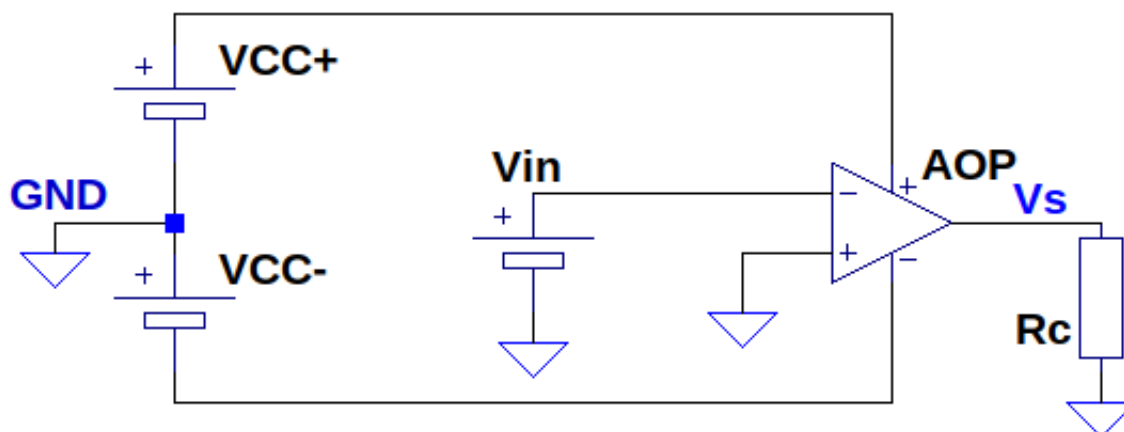 VCC+
+
AOP
Vin
−
+
GND
Vs
+
VCC-
+
+
−
Rc